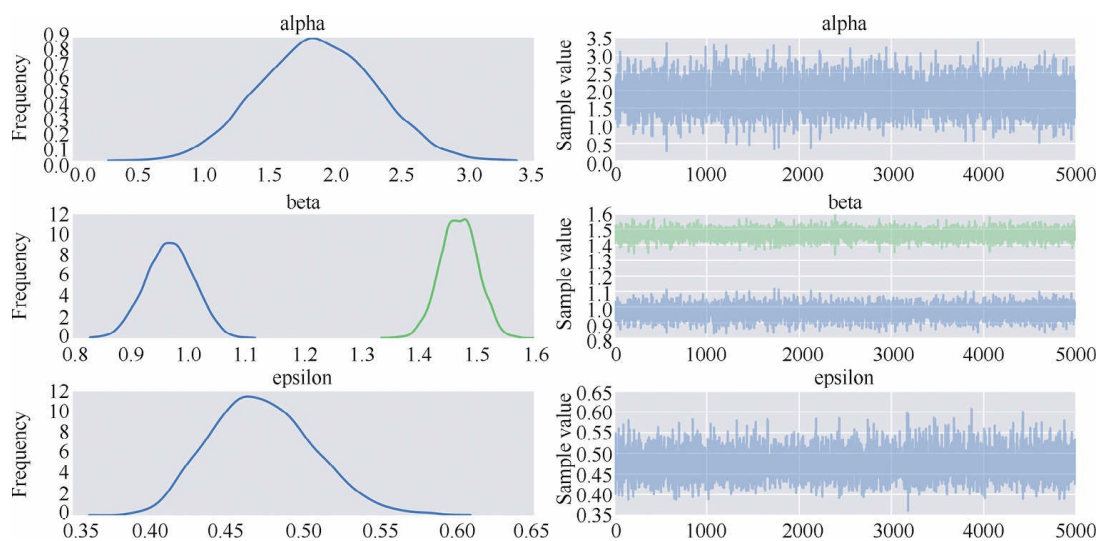 alpha
Frequency
0.9
0.8
0.7
0.6
0.5
0.4
0.3
0.2
0.1
0.0
0.0 0.5 1.0 1.5 2.0 2.5 3.0 3.5
alpha
Sample value
3.5
3.0
2.5
2.0
1.5
1.0
0.5
0.0
0 1000 2000 3000 4000 5000
beta
Frequency
12
10
8
6
4
2
0
0.8 0.9 1.0 1.1 1.2 1.3 1.4 1.5 1.6
beta
Sample value
1.6
1.5
1.4
1.3
1.2
1.1
1.0
0.9
0.8
0 1000 2000 3000 4000 5000
epsilon
Frequency
12
10
8
6
4
2
0
0.35 0.40 0.45 0.50 0.55 0.60 0.65
epsilon
Sample value
0.65
0.60
0.55
0.50
0.45
0.40
0.35
0 1000 2000 3000 4000 5000